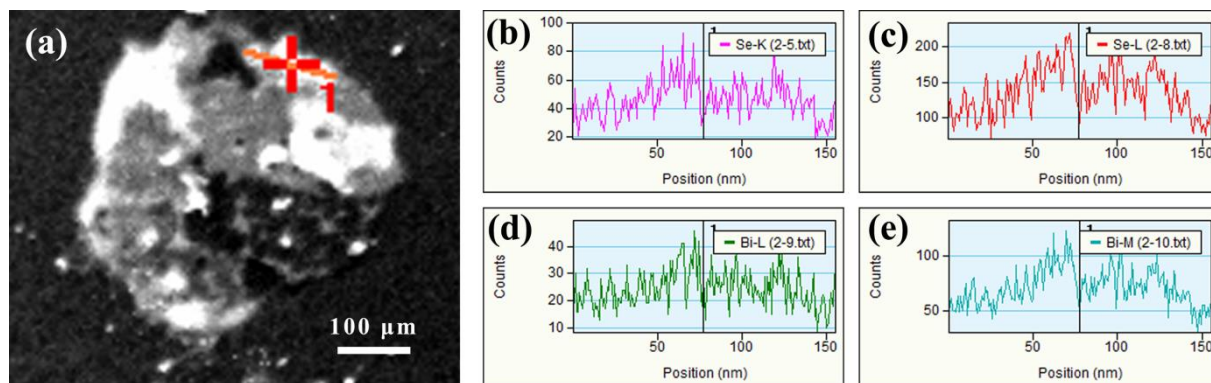 (a)
1
100 μm
(b)
1
Se-K (2-5.txt)
Counts
100
80
60
40
20
50
100
150
Position (nm)
(c)
1
Se-L (2-8.txt)
Counts
200
150
100
50
100
150
Position (nm)
(d)
1
Bi-L (2-9.txt)
Counts
40
30
20
10
50
100
150
Position (nm)
(e)
1
Bi-M (2-10.txt)
Counts
100
50
50
100
150
Position (nm)